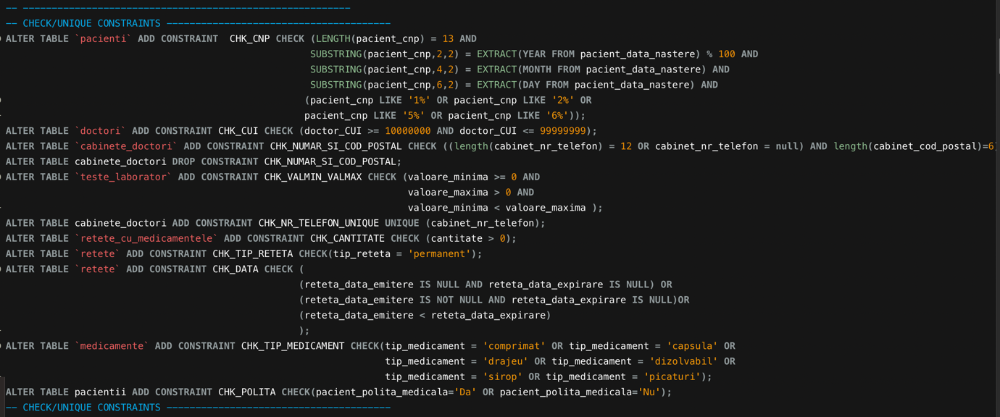 -- ---------------------------------------------------------
-- CHECK/UNIQUE CONSTRAINTS ---------------------------------------
ALTER TABLE `pacienti` ADD CONSTRAINT  CHK_CNP CHECK (LENGTH(pacient_cnp) = 13 AND
SUBSTRING(pacient_cnp,2,2) = EXTRACT(YEAR FROM pacient_data_nastere) % 100 AND
SUBSTRING(pacient_cnp,4,2) = EXTRACT(MONTH FROM pacient_data_nastere) AND
SUBSTRING(pacient_cnp,6,2) = EXTRACT(DAY FROM pacient_data_nastere) AND
(pacient_cnp LIKE '1%' OR pacient_cnp LIKE '2%' OR
pacient_cnp LIKE '5%' OR pacient_cnp LIKE '6%'));
ALTER TABLE `doctori` ADD CONSTRAINT CHK_CUI CHECK (doctor_CUI >= 10000000 AND doctor_CUI <= 99999999);
ALTER TABLE `cabinete_doctori` ADD CONSTRAINT CHK_NUMAR_SI_COD_POSTAL CHECK ((length(cabinet_nr_telefon) = 12 OR cabinet_nr_telefon = null) AND length(cabinet_cod_postal)=6)
ALTER TABLE cabinete_doctori DROP CONSTRAINT CHK_NUMAR_SI_COD_POSTAL;
ALTER TABLE `teste_laborator` ADD CONSTRAINT CHK_VALMIN_VALMAX CHECK (valoare_minima >= 0 AND
valoare_maxima > 0 AND
valoare_minima < valoare_maxima );
ALTER TABLE cabinete_doctori ADD CONSTRAINT CHK_NR_TELEFON_UNIQUE UNIQUE (cabinet_nr_telefon);
ALTER TABLE `retete_cu_medicamentele` ADD CONSTRAINT CHK_CANTITATE CHECK (cantitate > 0);
ALTER TABLE `retete` ADD CONSTRAINT CHK_TIP_RETETA CHECK(tip_reteta = 'permanent');
ALTER TABLE `retete` ADD CONSTRAINT CHK_DATA CHECK (
(reteta_data_emitere IS NULL AND reteta_data_expirare IS NULL) OR
(reteta_data_emitere IS NOT NULL AND reteta_data_expirare IS NULL)OR
(reteta_data_emitere < reteta_data_expirare)
);
ALTER TABLE `medicamente` ADD CONSTRAINT CHK_TIP_MEDICAMENT CHECK(tip_medicament = 'comprimat' OR tip_medicament = 'capsula' OR
tip_medicament = 'drajeu' OR tip_medicament = 'dizolvabil' OR
tip_medicament = 'sirop' OR tip_medicament = 'picaturi');
ALTER TABLE pacientii ADD CONSTRAINT CHK_POLITA CHECK(pacient_polita_medicala='Da' OR pacient_polita_medicala='Nu');
-- CHECK/UNIQUE CONSTRAINTS ---------------------------------------